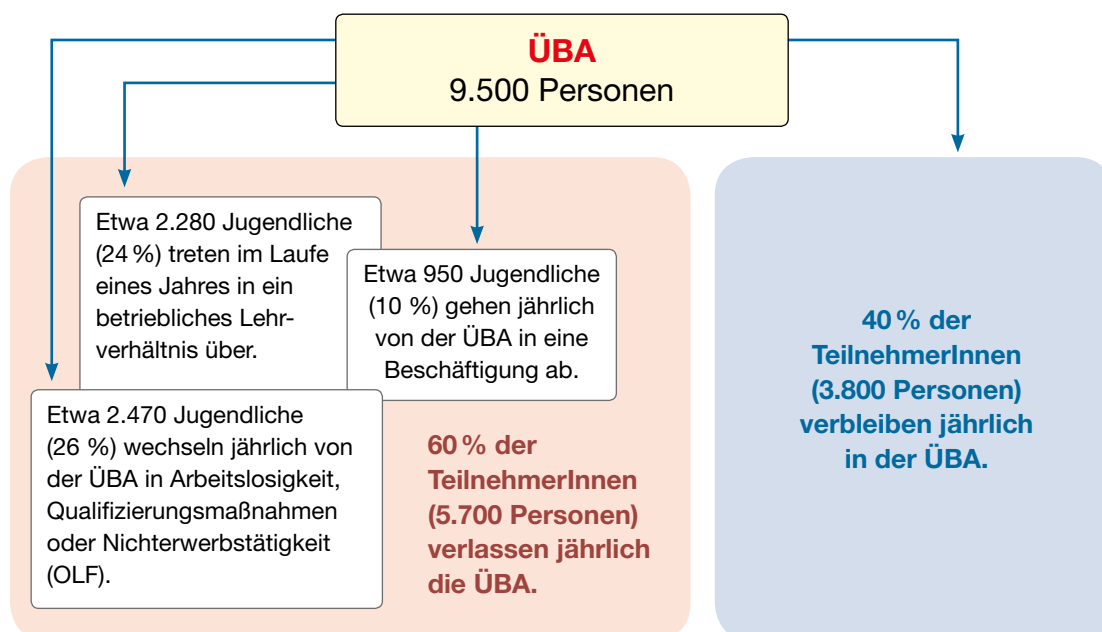 ÜBA
9.500 Personen
Etwa 2.280 Jugendliche
(24 %) treten im Laufe
eines Jahres in ein
betriebliches Lehr-
verhältnis über.
Etwa 950 Jugendliche
(10 %) gehen jährlich
von der ÜBA in eine
Beschäftigung ab.
Etwa 2.470 Jugendliche
(26 %) wechseln jährlich von
der ÜBA in Arbeitslosigkeit,
Qualifizierungsmaßnahmen
oder Nichterwerbstätigkeit
(OLF).
60 % der
TeilnehmerInnen
(5.700 Personen)
verlassen jährlich
die ÜBA.
40 % der
TeilnehmerInnen
(3.800 Personen)
verbleiben jährlich
in der ÜBA.